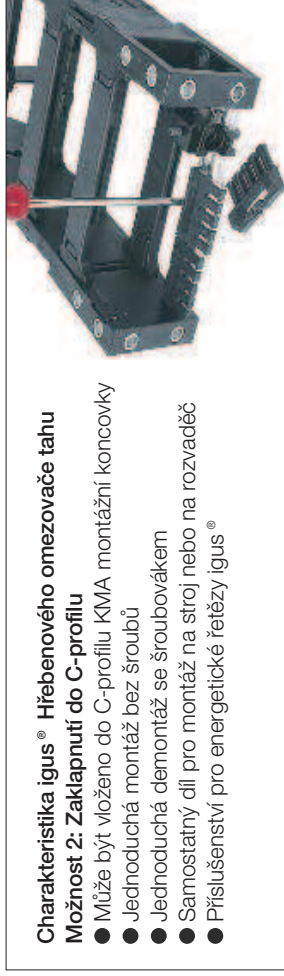 Charakteristika igus® Hřebenového omezovače tahu
Možnost 2: Zaklapnutí do C-profilu
● Může být vloženo do C-profilu KMA montážní koncovky
● Jednoduchá montáž bez šroubů
● Jednoduchá demontáž se šroubovákem
● Samostatný díl pro montáž na stroj nebo na rozvaděč
● Příslušenství pro energetické řetězy igus®